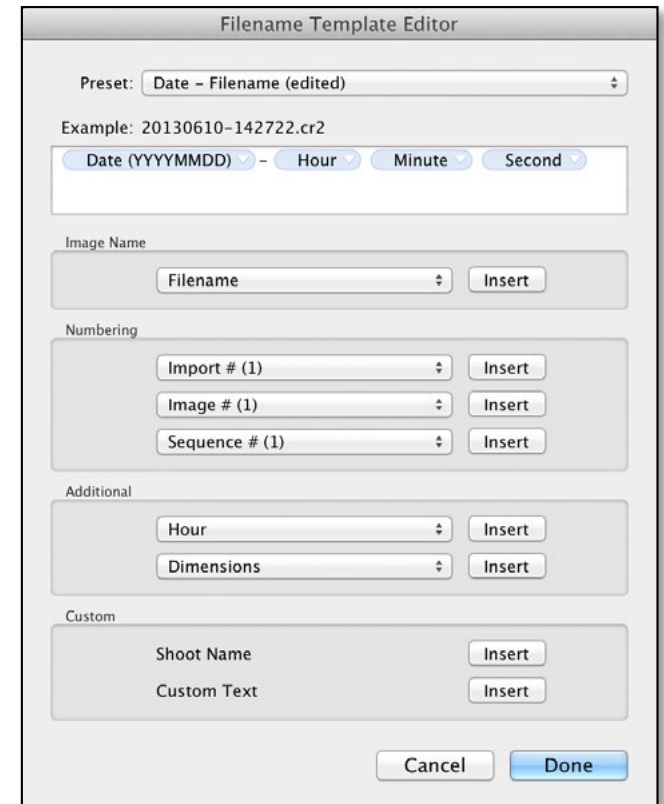 Filename Template Editor
Preset: Date – Filename (edited)
Example: 20130610-142722.cr2
Date (YYYYMMDD) - Hour Minute Second
Image Name
Filename Insert
Numbering
Import # (1) Insert
Image # (1) Insert
Sequence # (1) Insert
Additional
Hour Insert
Dimensions Insert
Custom
Shoot Name Insert
Custom Text Insert
Cancel Done